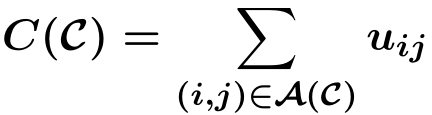 C(𝒞) = ∑_{(i,j)∈𝒜(𝒞)} u_{ij}